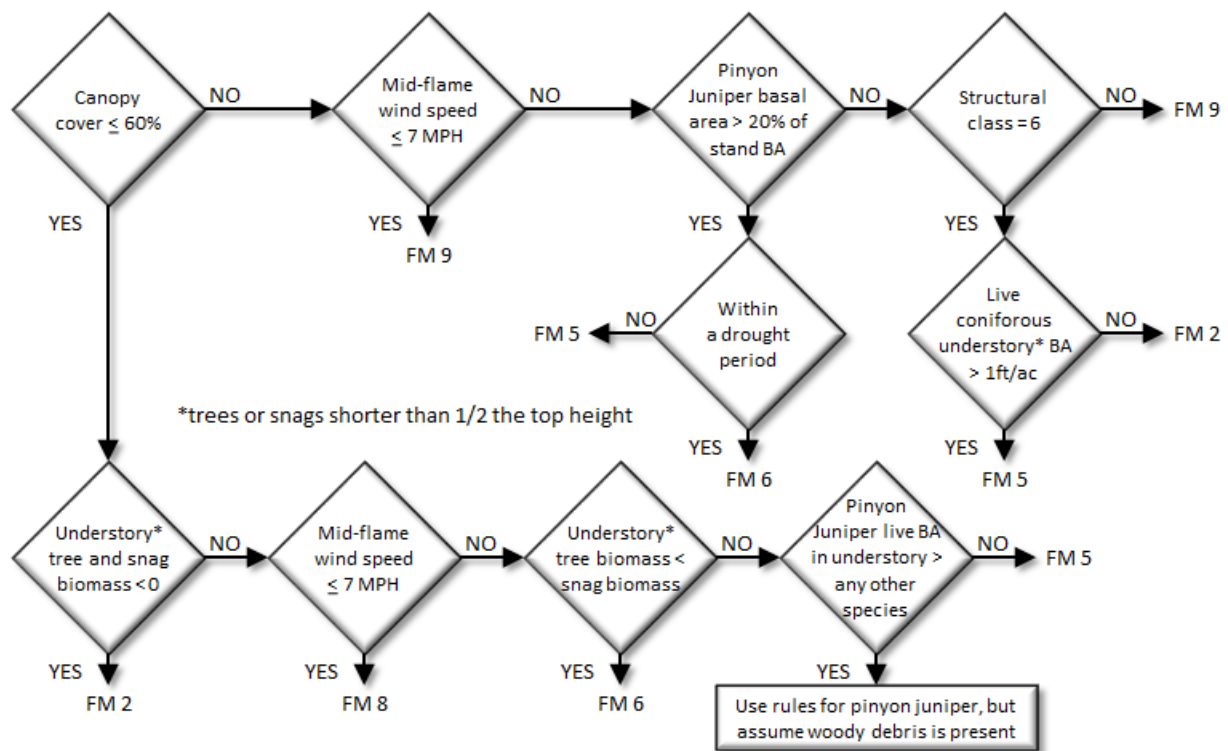 Canopy
cover ≤ 60%
NO
YES
Mid-flame
wind speed
≤ 7 MPH
NO
YES
FM 9
Pinyon
Juniper basal
area > 20% of
stand BA
NO
YES
Structural
class = 6
NO
FM 9
YES
Within
a drought
period
NO
FM 5
YES
FM 6
Live
coniforous
understory* BA
> 1ft/ac
NO
FM 2
YES
FM 5
*trees or snags shorter than 1/2 the top height
Understory*
tree and snag
biomass < 0
NO
YES
FM 2
Mid-flame
wind speed
≤ 7 MPH
NO
YES
FM 8
Understory*
tree biomass <
snag biomass
NO
YES
FM 6
Pinyon
Juniper live BA
in understory >
any other
species
NO
FM 5
YES
Use rules for pinyon juniper, but
assume woody debris is present